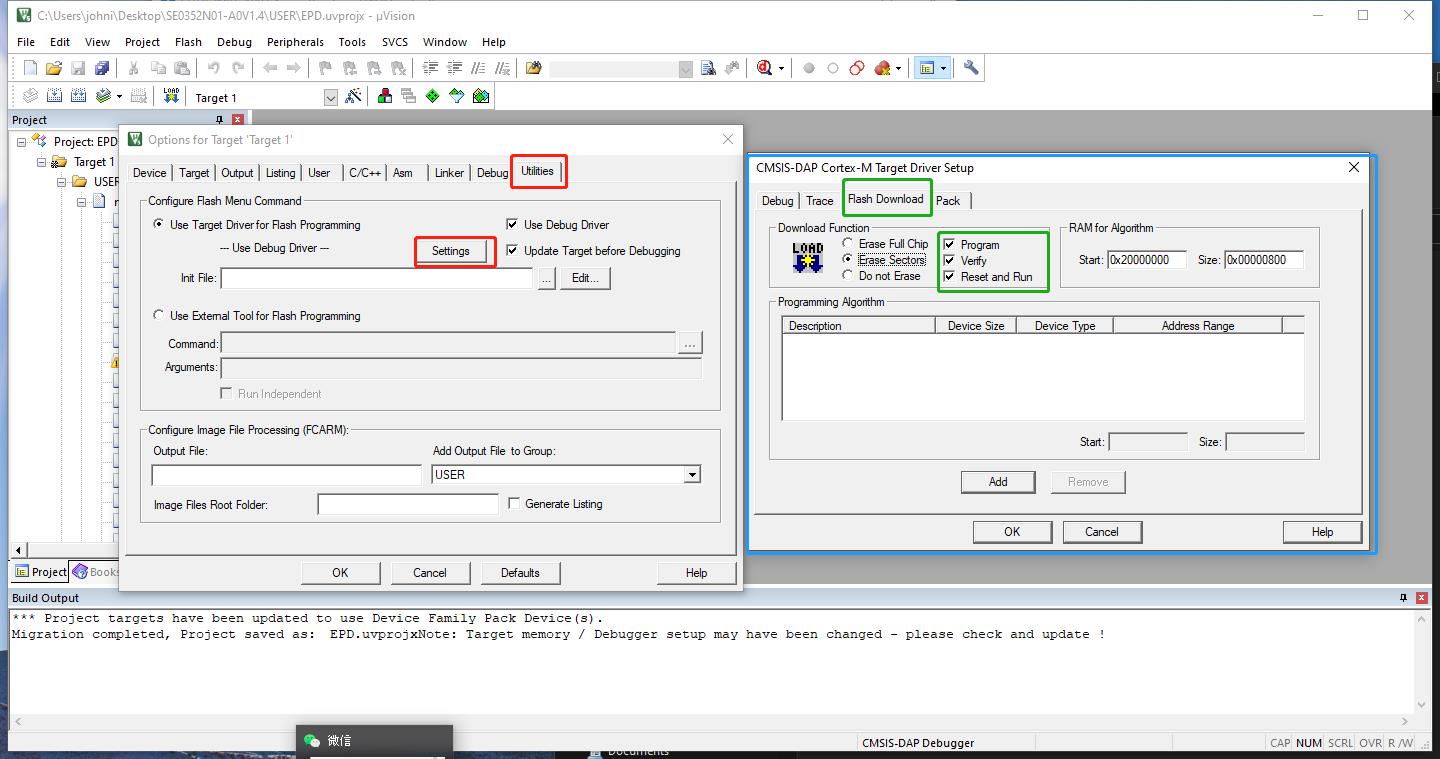 C:\Users\johni\Desktop\SE0352N01-A0V1.4\USER\EPD.uvprojx - µVision
File Edit View Project Flash Debug Peripherals Tools SVCS Window Help
LOAD
Target 1
Project
Project: EPD
Target 1
USER
Options for Target 'Target 1'
Device Target Output Listing User C/C++ Asm Linker Debug Utilities
Configure Flash Menu Command
Use Target Driver for Flash Programming
Use Debug Driver
--- Use Debug Driver ---
Settings
Update Target before Debugging
Init File:
...
Edit...
Use External Tool for Flash Programming
Command:
...
Arguments:
Run Independent
Configure Image File Processing (FCARM):
Output File:
Add Output File to Group:
USER
Image Files Root Folder:
Generate Listing
OK Cancel Defaults Help
CMSIS-DAP Cortex-M Target Driver Setup
Debug Trace Flash Download Pack
Download Function
LOAD
Erase Full Chip
Erase Sectors
Do not Erase
Program
Verify
Reset and Run
RAM for Algorithm
Start: 0x20000000 Size: 0x00000800
Programming Algorithm
Description Device Size Device Type Address Range
Start: Size:
Add Remove
OK Cancel Help
Project Books
Build Output
*** Project targets have been updated to use Device Family Pack Device(s).
Migration completed, Project saved as: EPD.uvprojxNote: Target memory / Debugger setup may have been changed - please check and update !
微信
Documents
CMSIS-DAP Debugger
CAP NUM SCRL OVR R/W